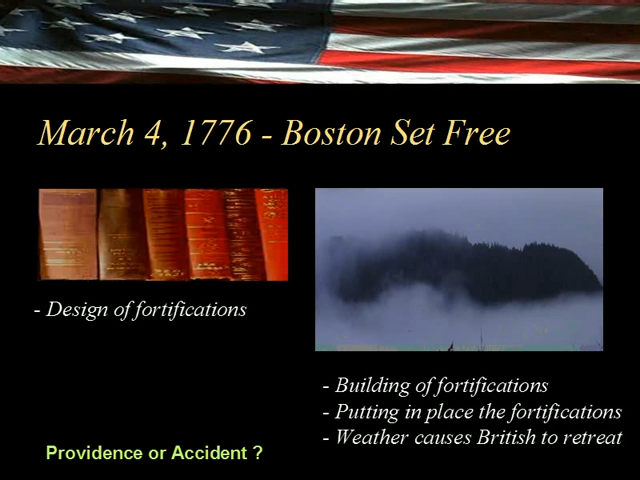 March 4, 1776 - Boston Set Free
- Design of fortifications
- Building of fortifications
- Putting in place the fortifications
- Weather causes British to retreat
Providence or Accident ?